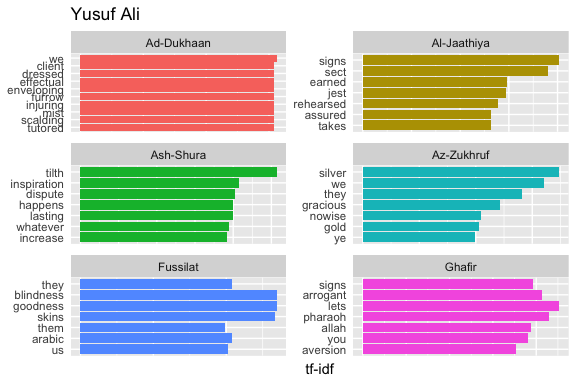 Yusuf Ali
Ad-Dukhaan
we
client
dressed
effectual
enveloping
furrow
injuring
mist
scalding
tutored
Al-Jaathiya
signs
sect
earned
jest
rehearsed
assured
takes
Ash-Shura
tilth
inspiration
dispute
happens
lasting
whatever
increase
Az-Zukhruf
silver
we
they
gracious
nowise
gold
ye
Fussilat
they
blindness
goodness
skins
them
arabic
us
Ghafir
signs
arrogant
lets
pharaoh
allah
you
aversion
tf-idf